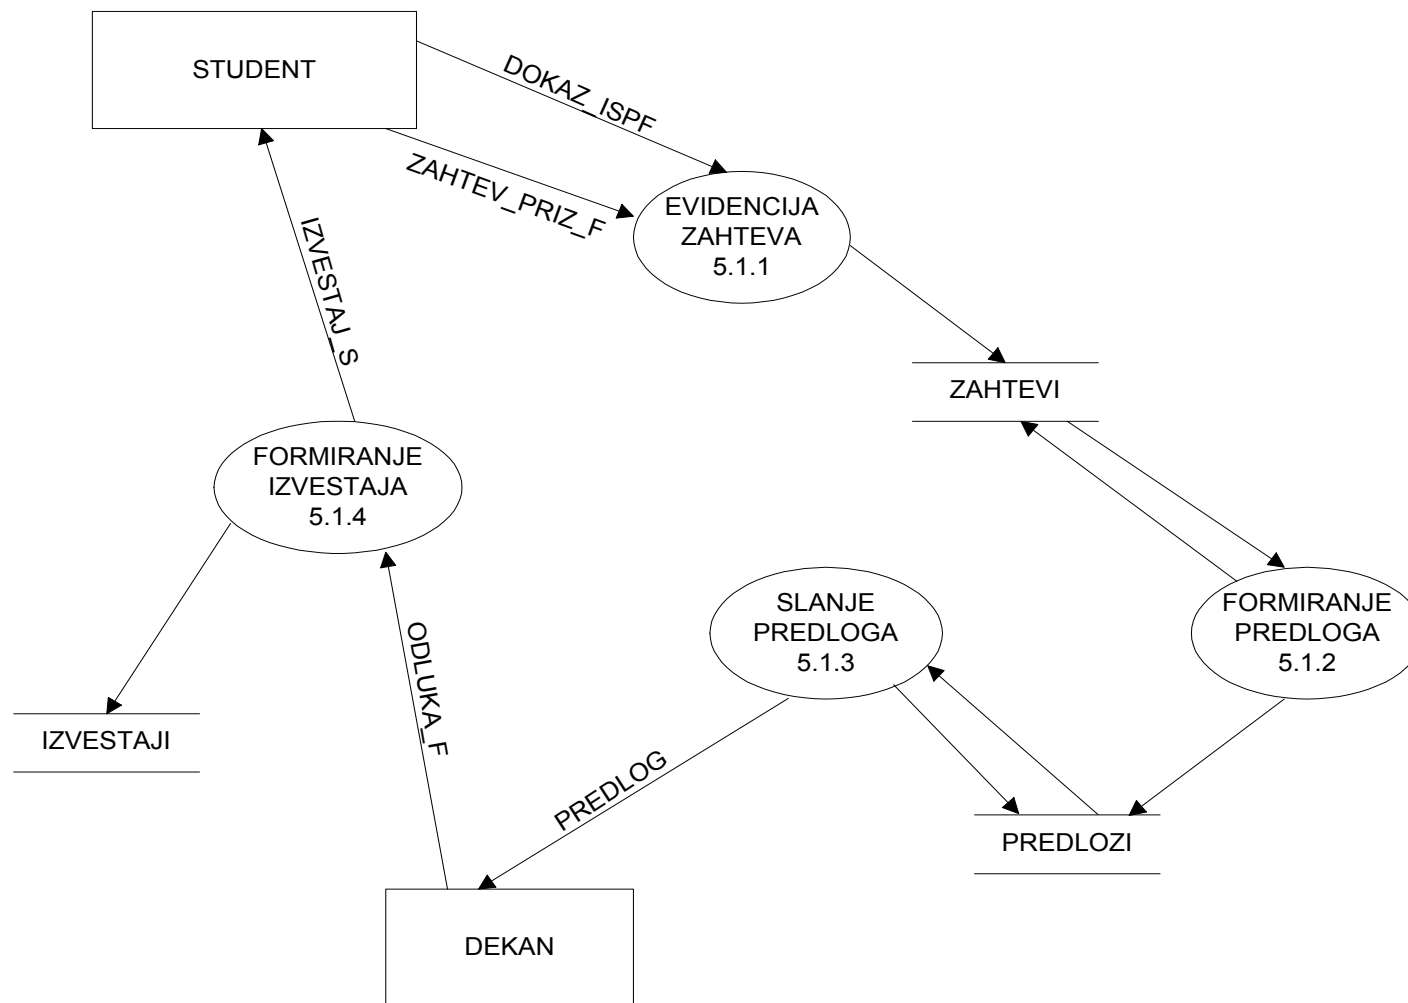 STUDENT
DOKAZ_ISPF
ZAHTEV_PRIZ_F
EVIDENCIJA
ZAHTEVA
5.1.1
IZVESTAJ_S
ZAHTEVI
FORMIRANJE
IZVESTAJA
5.1.4
SLANJE
PREDLOGA
5.1.3
FORMIRANJE
PREDLOGA
5.1.2
ODLUKA_F
IZVESTAJI
PREDLOG
PREDLOZI
DEKAN